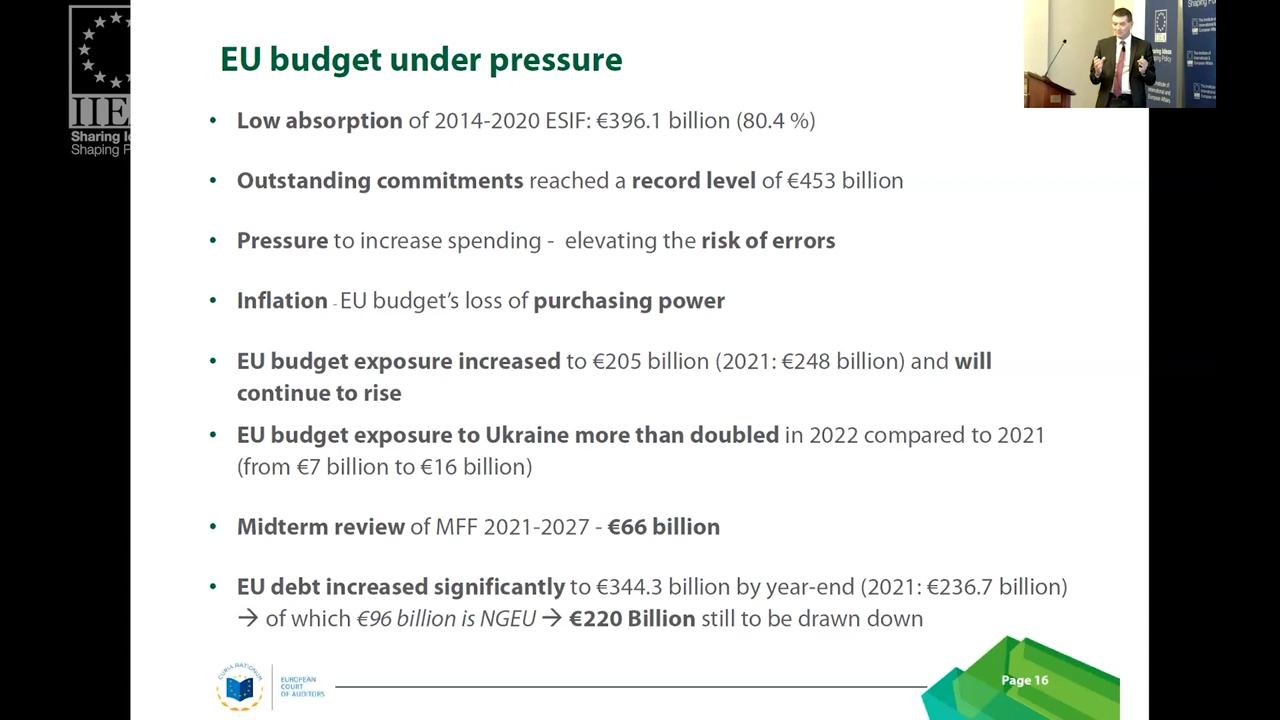 EU budget under pressure
• Low absorption of 2014-2020 ESIF: €396.1 billion (80.4 %)
• Outstanding commitments reached a record level of €453 billion
• Pressure to increase spending - elevating the risk of errors
• Inflation - EU budget's loss of purchasing power
• EU budget exposure increased to €205 billion (2021: €248 billion) and will
continue to rise
• EU budget exposure to Ukraine more than doubled in 2022 compared to 2021
(from €7 billion to €16 billion)
• Midterm review of MFF 2021-2027 - €66 billion
• EU debt increased significantly to €344.3 billion by year-end (2021: €236.7 billion)
→ of which €96 billion is NGEU → €220 Billion still to be drawn down
CURIA RATIONUM
EUROPEAN
COURT
OF AUDITORS
Page 16
Sharing
Shaping
Sharing Ideas
Shaping Policy